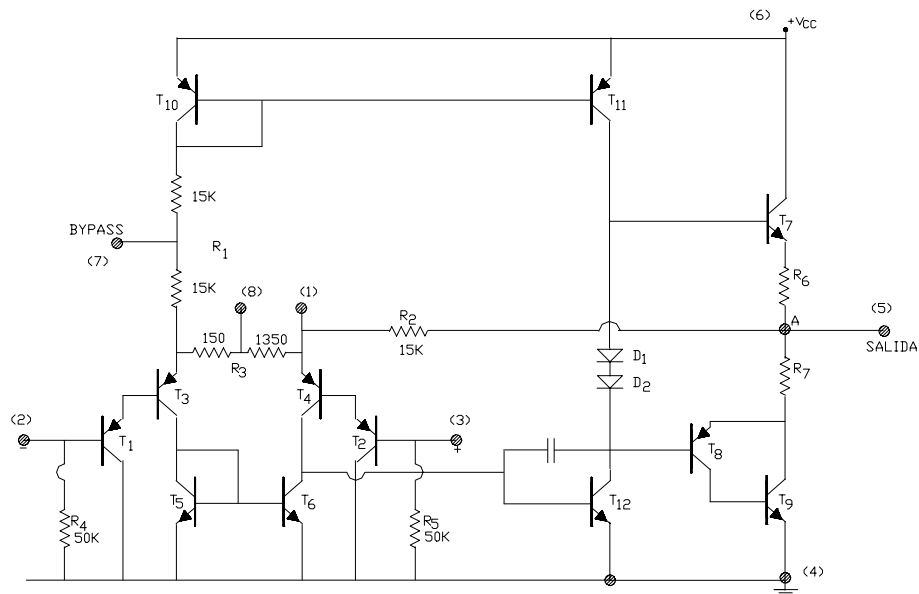 (6)
+VCC
T10
T11
15K
T7
BYPASS
(7)
R1
R6
15K
(8)
(1)
R2
A
(5)
15K
SALIDA
150
1350
R3
D1
D2
R7
T3
T4
(2)
T1
T2
(3)
-
+
T8
T5
T6
T12
T9
R4
50K
R5
50K
(4)